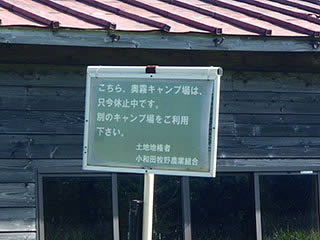 こちら、奥霧キャンプ場は、
只今休止中です。
別のキャンプ場をご利用
下さい。
土地地権者
小和田牧野農業組合